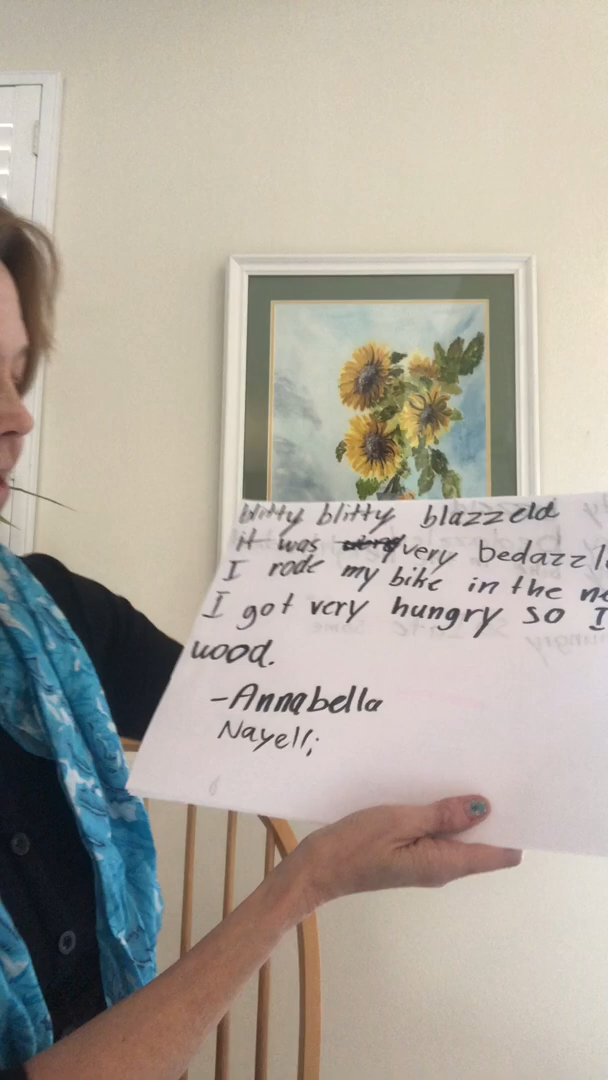 blitty blitty blazzeld
it was very bedazzl
I rode my bike in the ne
I got very hungry so I
wood.
-Annabella
Nayelli